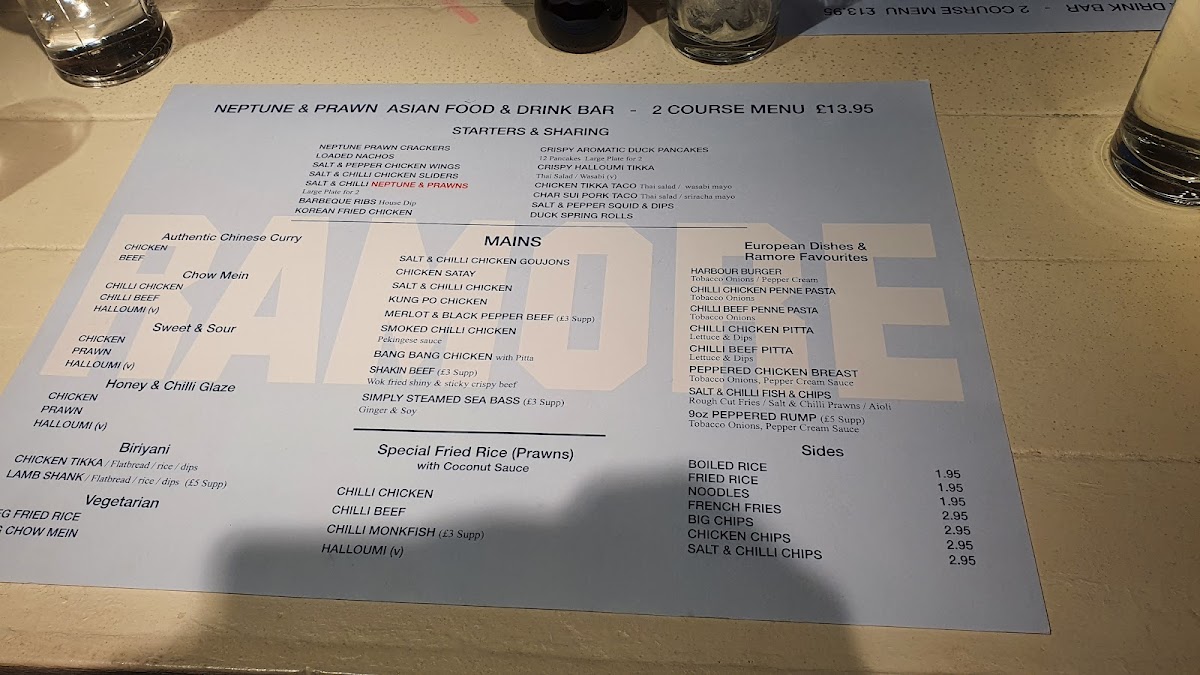 DRINK BAR - 2 COURSE MENU £13.95
NEPTUNE & PRAWN ASIAN FOOD & DRINK BAR - 2 COURSE MENU £13.95
STARTERS & SHARING
NEPTUNE PRAWN CRACKERS
LOADED NACHOS
SALT & PEPPER CHICKEN WINGS
SALT & CHILLI CHICKEN SLIDERS
SALT & CHILLI NEPTUNE & PRAWNS
Large Plate for 2
BARBEQUE RIBS House Dip
KOREAN FRIED CHICKEN
CRISPY AROMATIC DUCK PANCAKES
12 Pancakes Large Plate for 2
CRISPY HALLOUMI TIKKA
Thai Salad / Wasabi (v)
CHICKEN TIKKA TACO Thai salad / wasabi mayo
CHAR SUI PORK TACO Thai salad / sriracha mayo
SALT & PEPPER SQUID & DIPS
DUCK SPRING ROLLS
RAMORE
Authentic Chinese Curry
CHICKEN
BEEF
Chow Mein
CHILLI CHICKEN
CHILLI BEEF
HALLOUMI (v)
Sweet & Sour
CHICKEN
PRAWN
HALLOUMI (v)
Honey & Chilli Glaze
CHICKEN
PRAWN
HALLOUMI (v)
Biriyani
CHICKEN TIKKA / Flatbread / rice / dips
LAMB SHANK / Flatbread / rice / dips (£5 Supp)
Vegetarian
FRIED RICE
CHOW MEIN
MAINS
SALT & CHILLI CHICKEN GOUJONS
CHICKEN SATAY
SALT & CHILLI CHICKEN
KUNG PO CHICKEN
MERLOT & BLACK PEPPER BEEF (£3 Supp)
SMOKED CHILLI CHICKEN
Pekingese sauce
BANG BANG CHICKEN with Pitta
SHAKIN BEEF (£3 Supp)
Wok fried shiny & sticky crispy beef
SIMPLY STEAMED SEA BASS (£3 Supp)
Ginger & Soy
Special Fried Rice (Prawns)
with Coconut Sauce
CHILLI CHICKEN
CHILLI BEEF
CHILLI MONKFISH (£3 Supp)
HALLOUMI (v)
European Dishes &
Ramore Favourites
HARBOUR BURGER
Tobacco Onions / Pepper Cream
CHILLI CHICKEN PENNE PASTA
Tobacco Onions
CHILLI BEEF PENNE PASTA
Tobacco Onions
CHILLI CHICKEN PITTA
Lettuce & Dips
CHILLI BEEF PITTA
Lettuce & Dips
PEPPERED CHICKEN BREAST
Tobacco Onions, Pepper Cream Sauce
SALT & CHILLI FISH & CHIPS
Rough Cut Fries / Salt & Chilli Prawns / Aioli
9oz PEPPERED RUMP (£5 Supp)
Tobacco Onions, Pepper Cream Sauce
Sides
BOILED RICE 1.95
FRIED RICE 1.95
NOODLES 1.95
FRENCH FRIES 2.95
BIG CHIPS 2.95
CHICKEN CHIPS 2.95
SALT & CHILLI CHIPS 2.95